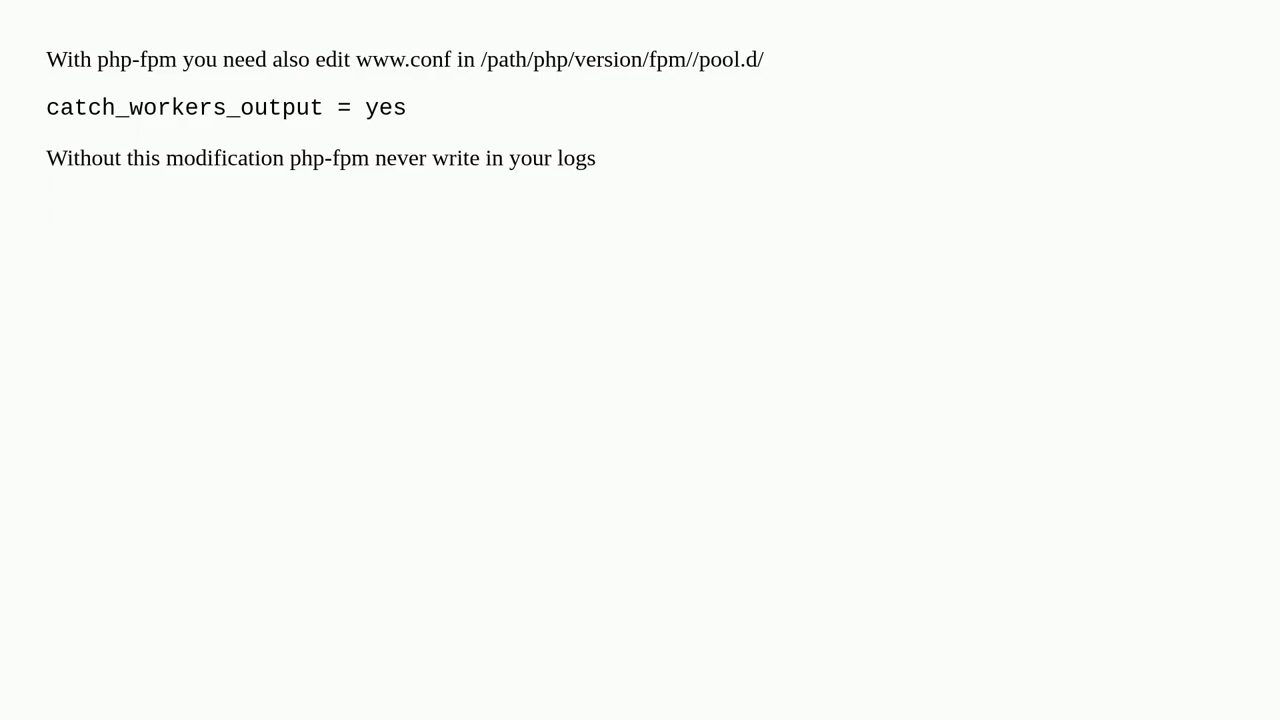 With php-fpm you need also edit www.conf in /path/php/version/fpm//pool.d/
catch_workers_output = yes
Without this modification php-fpm never write in your logs